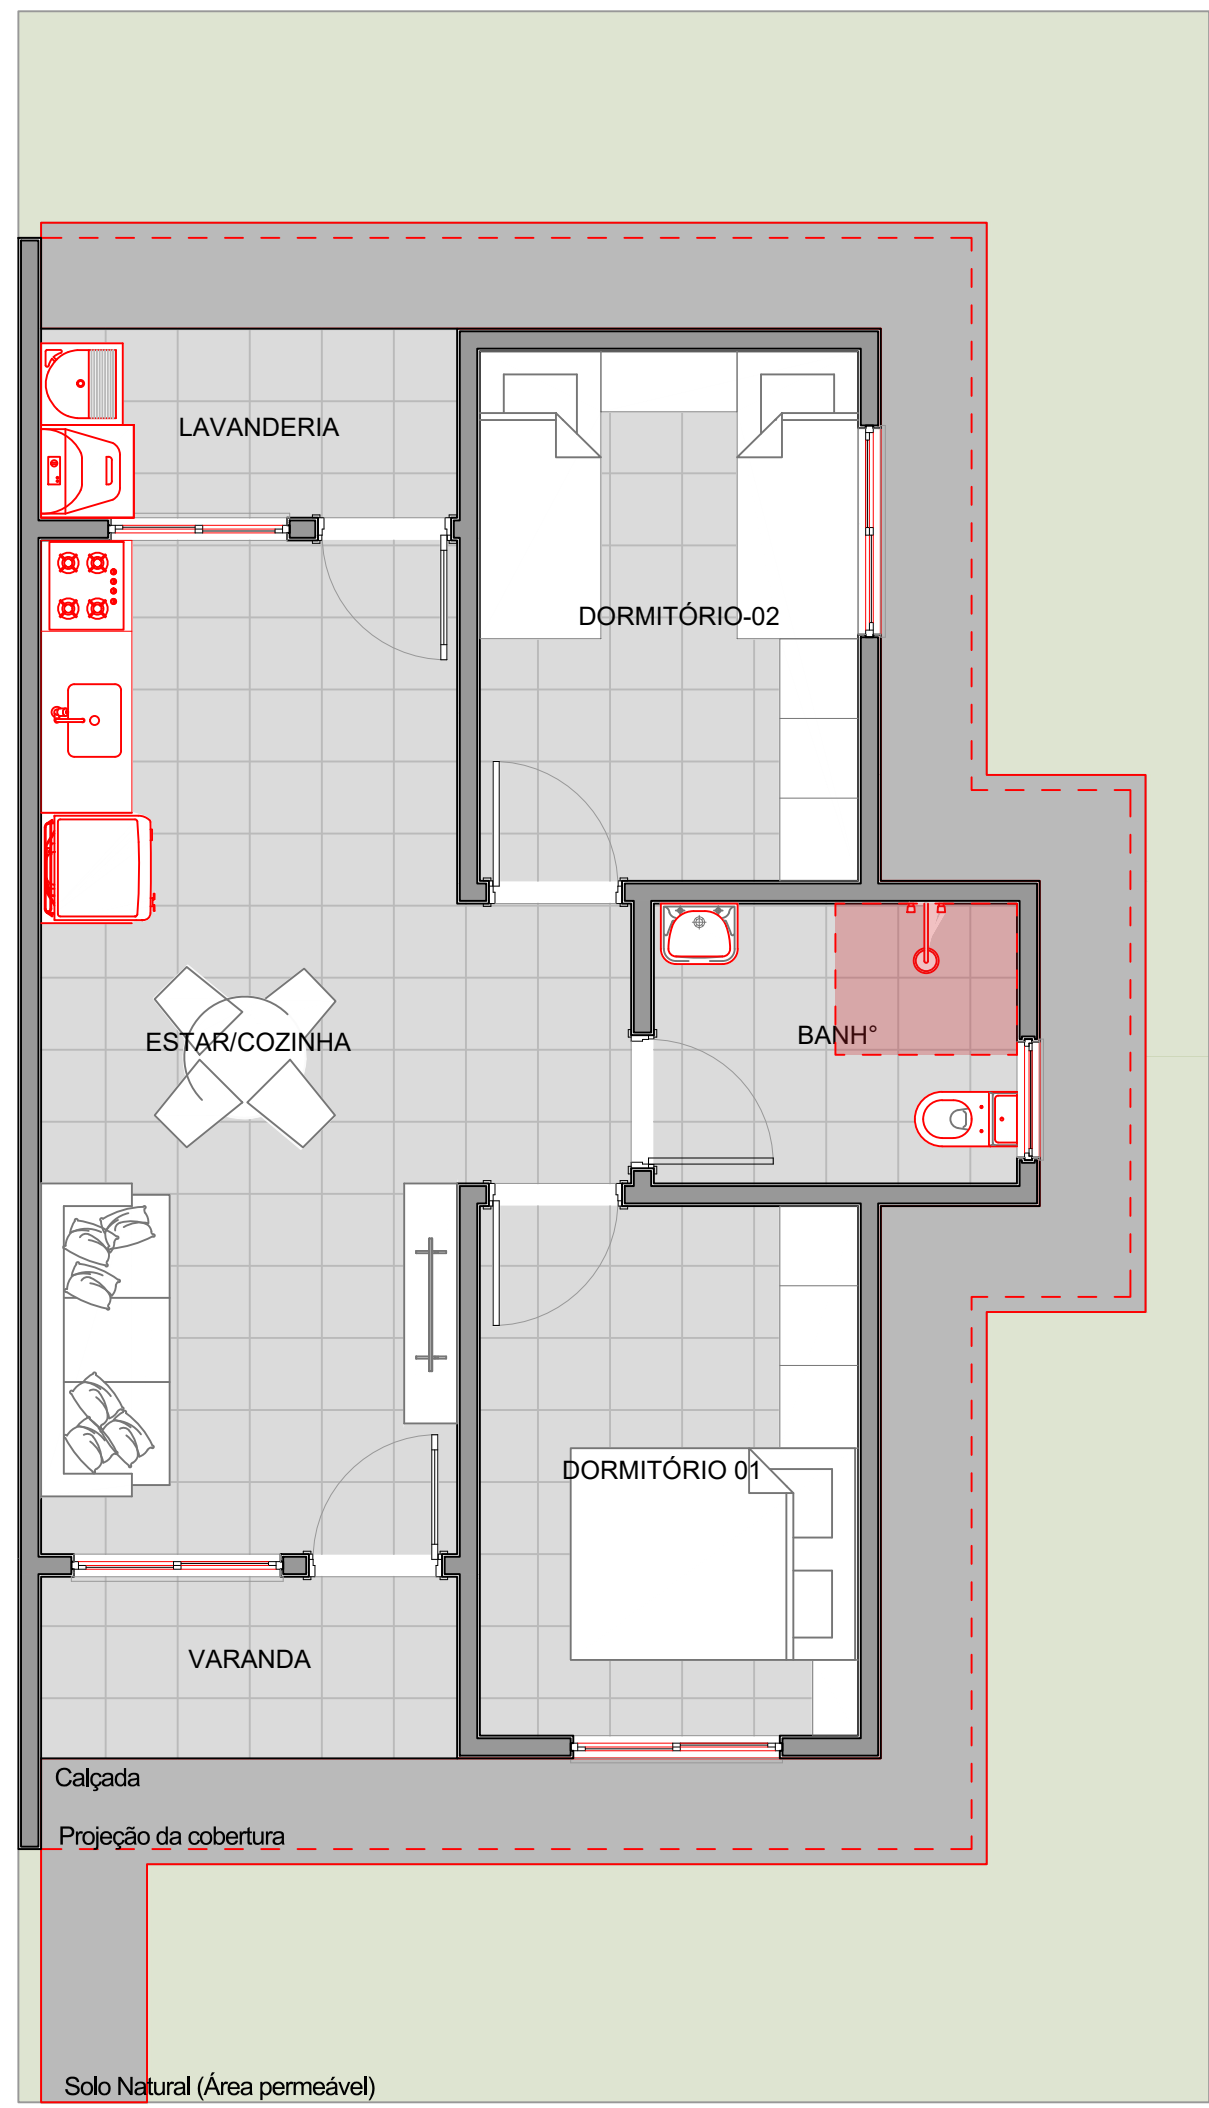 LAVANDERIA
DORMITÓRIO-02
ESTAR/COZINHA
BANH°
DORMITÓRIO 01
VARANDA
Calçada
Projeção da cobertura
Solo Natural (Área permeável)